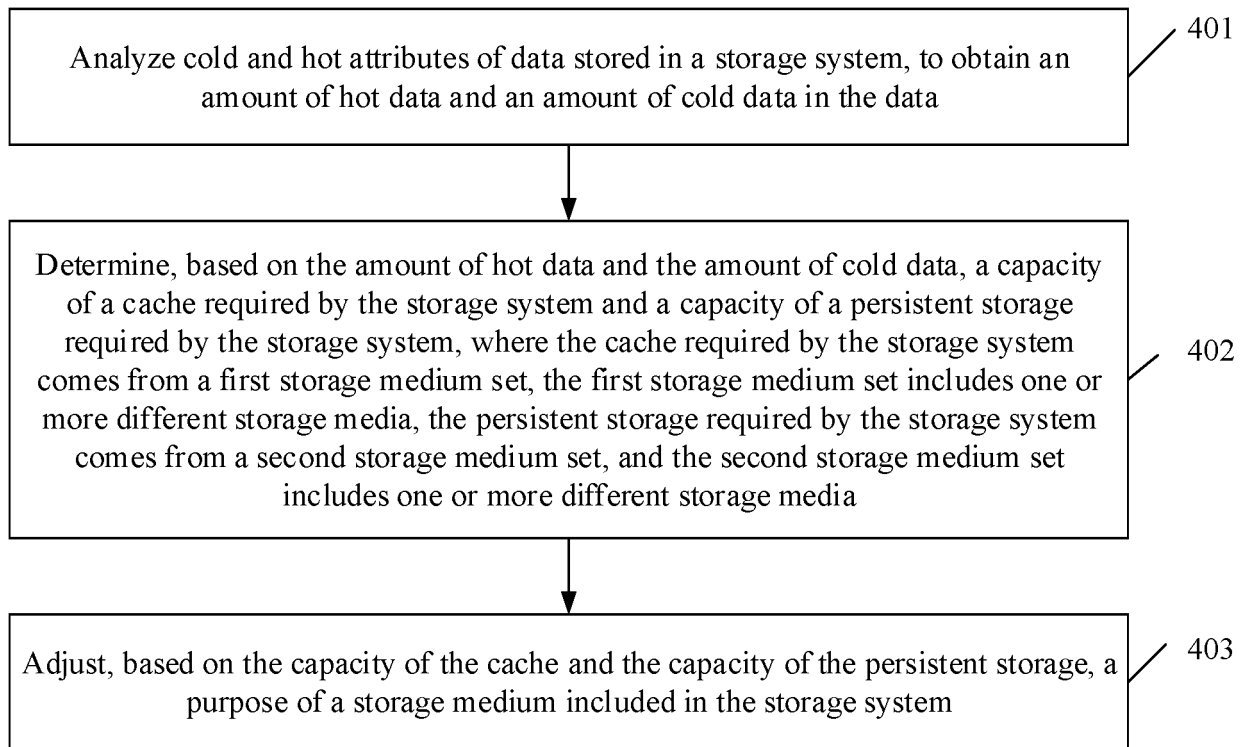 Analyze cold and hot attributes of data stored in a storage system, to obtain an
amount of hot data and an amount of cold data in the data
401
Determine, based on the amount of hot data and the amount of cold data, a capacity
of a cache required by the storage system and a capacity of a persistent storage
required by the storage system, where the cache required by the storage system
comes from a first storage medium set, the first storage medium set includes one or
more different storage media, the persistent storage required by the storage system
comes from a second storage medium set, and the second storage medium set
includes one or more different storage media
402
Adjust, based on the capacity of the cache and the capacity of the persistent storage, a
purpose of a storage medium included in the storage system
403